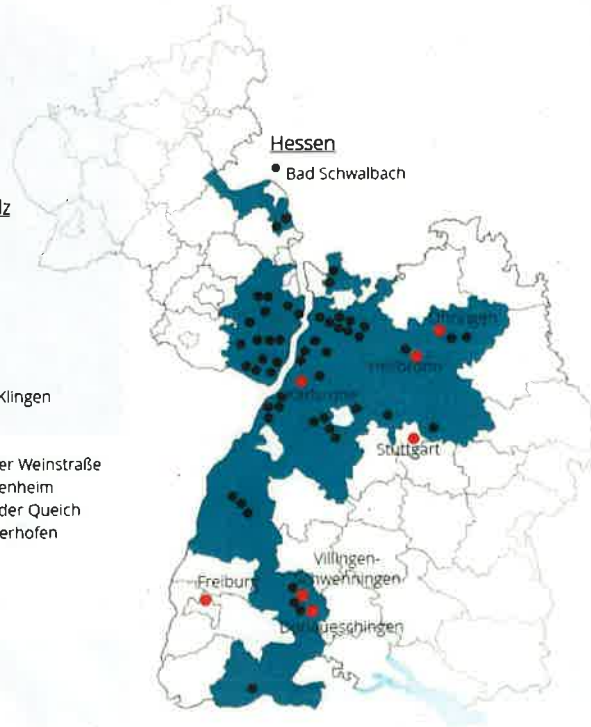 lz
Klingen
er Weinstraße
enheim
der Queich
erhofen
Hessen
Bad Schwalbach
Öhringen
Heilbronn
Karlsruhe
Stuttgart
Villingen-
Schwenningen
Freiburg
Donaueschingen